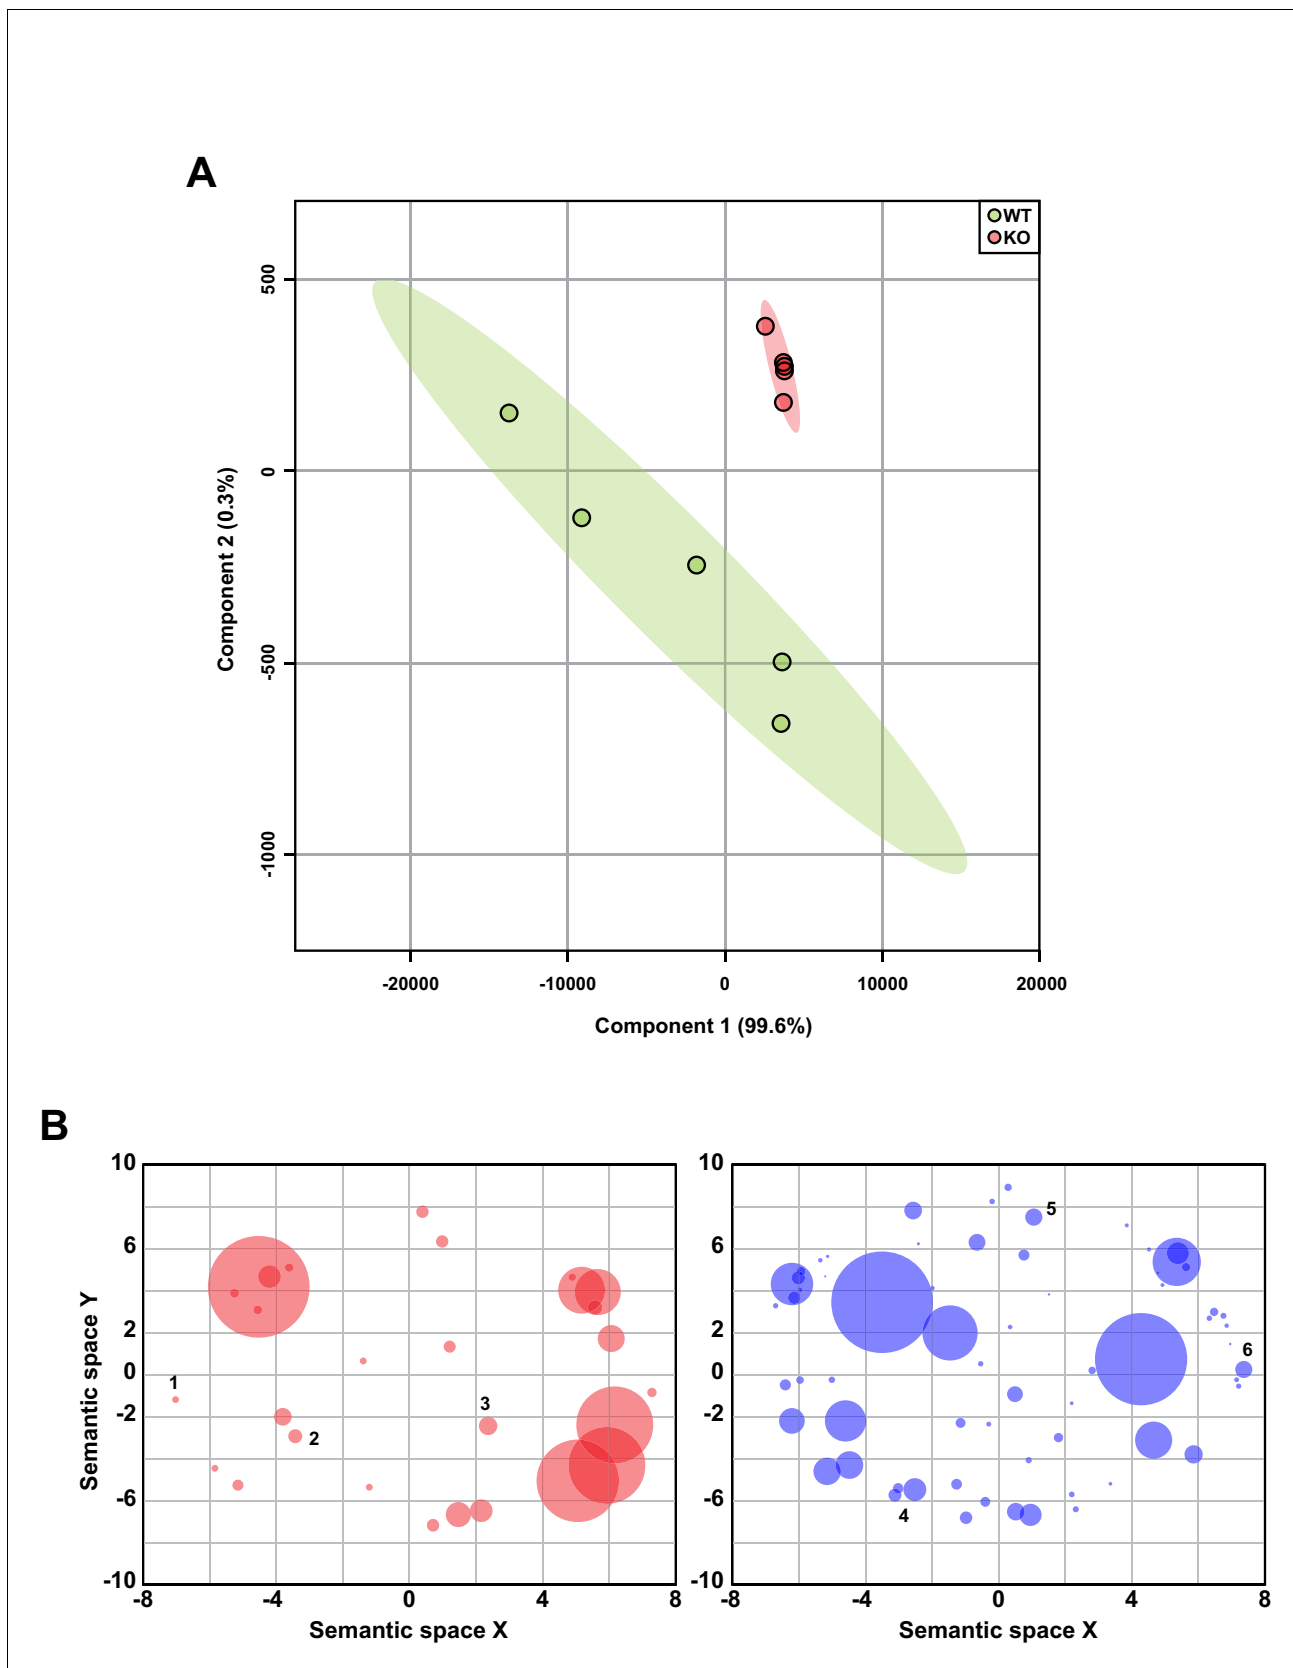 A
WT
KO
500
0
-500
-1000
Component 2 (0.3%)
-20000 -10000 0 10000 20000
Component 1 (99.6%)
B
10
6
2
0
-2
-6
-10
Semantic space Y
1
2
3
-8 -4 0 4 8
Semantic space X
10
6
2
0
-2
-6
-10
5
6
4
-8 -4 0 4 8
Semantic space X